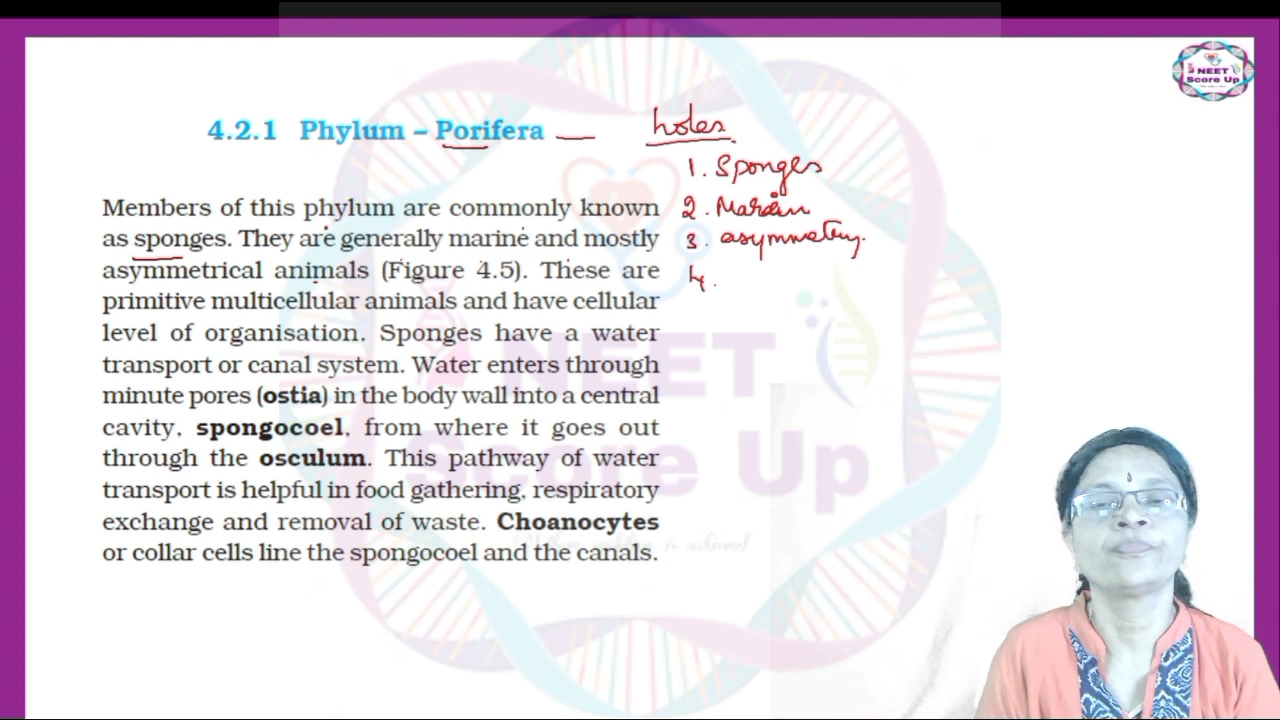 NEET
Score Up
4.2.1 Phylum – Porifera — holes
1. Sponges
2. Marine
3. asymmetry.
4.
Members of this phylum are commonly known
as sponges. They are generally marine and mostly
asymmetrical animals (Figure 4.5). These are
primitive multicellular animals and have cellular
level of organisation. Sponges have a water
transport or canal system. Water enters through
minute pores (ostia) in the body wall into a central
cavity, spongocoel, from where it goes out
through the osculum. This pathway of water
transport is helpful in food gathering, respiratory
exchange and removal of waste. Choanocytes
or collar cells line the spongocoel and the canals.
NEET
Score Up